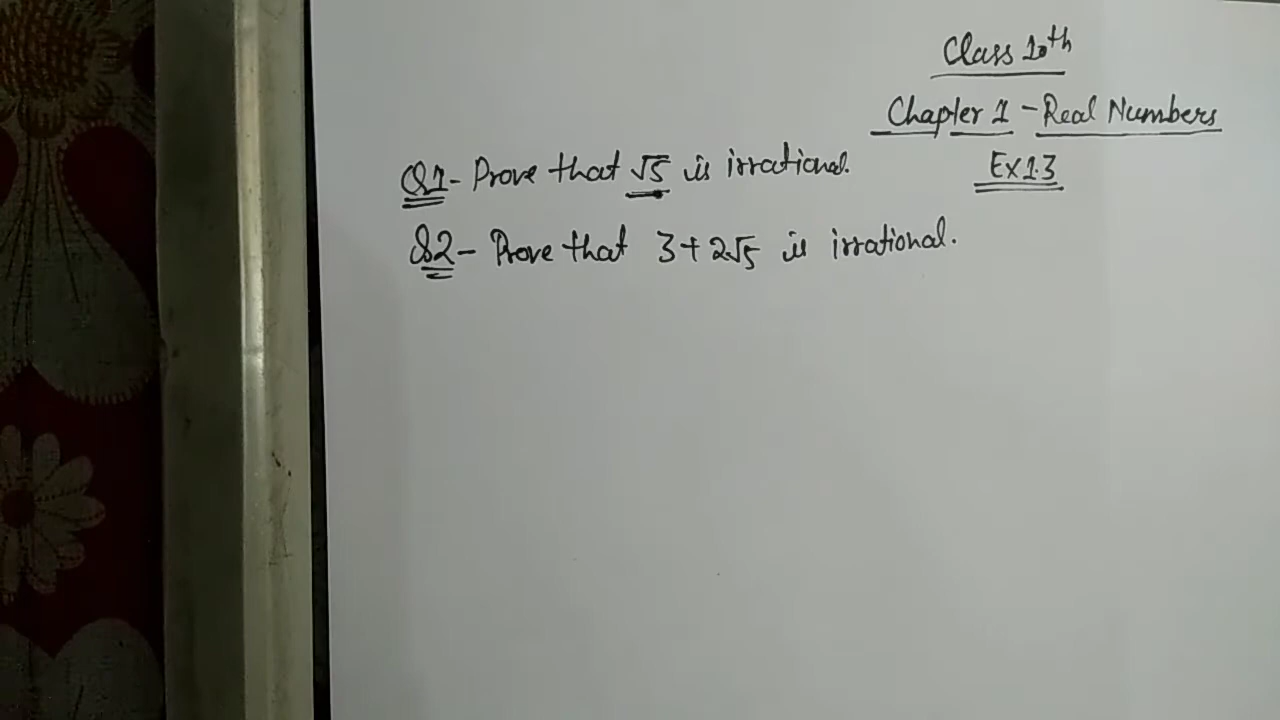 Class 10th
Chapter 1 - Real Numbers
Ex 1.3
Q1- Prove that √5 is irrational.
Q2- Prove that 3+2√5 is irrational.